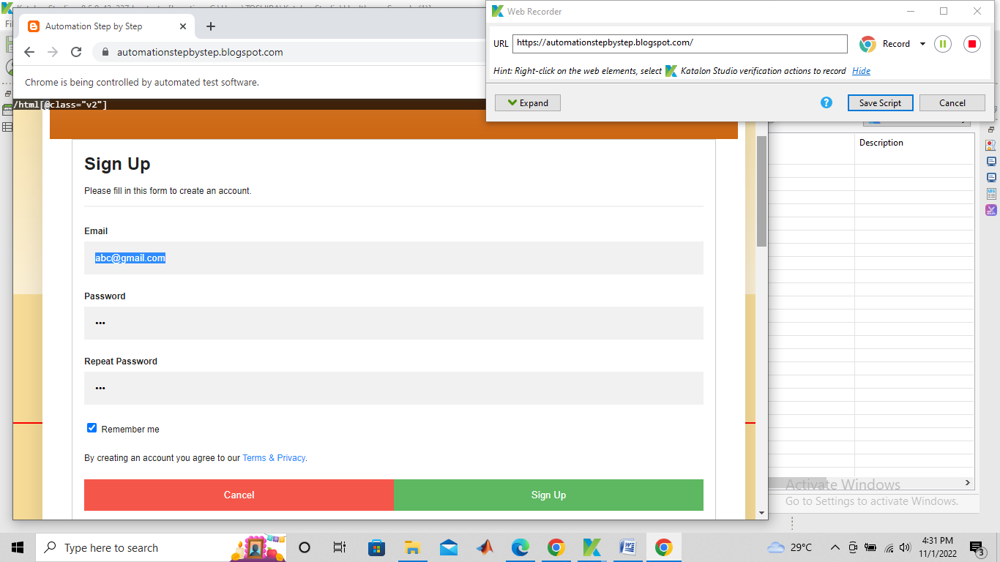 Automation Step by Step
Web Recorder
automationstepbystep.blogspot.com
URL https://automationstepbystep.blogspot.com/ Record
Chrome is being controlled by automated test software.
Hint: Right-click on the web elements, select Katalon Studio verification actions to record Hide
/html[@class="v2"]
Expand
Save Script
Cancel
Description
Sign Up
Please fill in this form to create an account.
Email
abc@gmail.com
Password
•••
Repeat Password
•••
Remember me
By creating an account you agree to our Terms & Privacy.
Cancel
Sign Up
Activate Windows
Go to Settings to activate Windows.
Type here to search
29°C
4:31 PM
11/1/2022
3